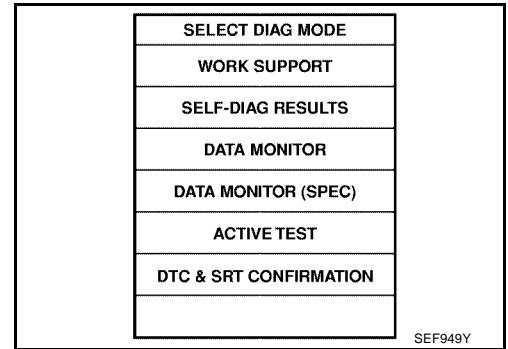 SELECT DIAG MODE
WORK SUPPORT
SELF-DIAG RESULTS
DATA MONITOR
DATA MONITOR (SPEC)
ACTIVE TEST
DTC & SRT CONFIRMATION
SEF949Y